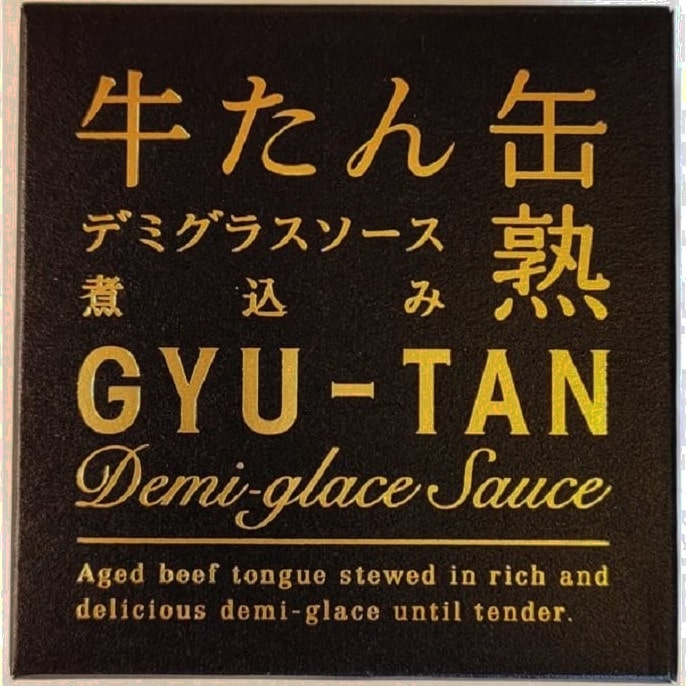 牛たん缶
デミグラスソース
煮込み
熟
GYU-TAN
Demi-glace Sauce
Aged beef tongue stewed in rich and
delicious demi-glace until tender.